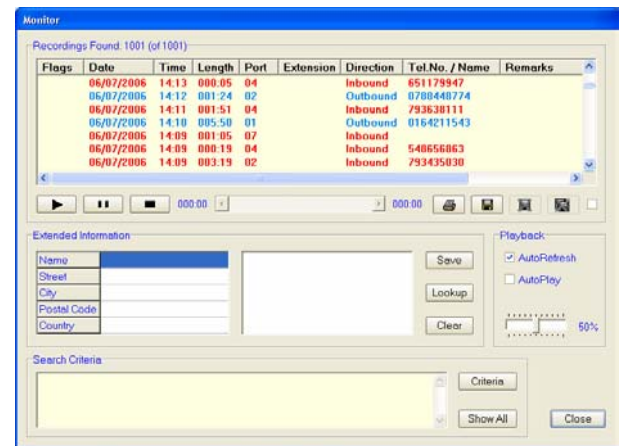 Monitor
Recordings Found: 1001 (of 1001)
Flags Date Time Length Port Extension Direction Tel.No. / Name Remarks
06/07/2006 14:13 000:05 04 Inbound 651179947
06/07/2006 14:12 001:24 02 Outbound 0780448774
06/07/2006 14:11 001:51 04 Inbound 793638111
06/07/2006 14:10 005:50 01 Outbound 0164211543
06/07/2006 14:09 001:05 07 Inbound
06/07/2006 14:09 000:19 04 Inbound 548656863
06/07/2006 14:09 003:19 02 Inbound 793435030
000:00 000:00
Extended Information
Playback
Name
Street
City
Postal Code
Country
Save
Lookup
Clear
AutoRefresh
AutoPlay
50%
Search Criteria
Criteria
Show All
Close